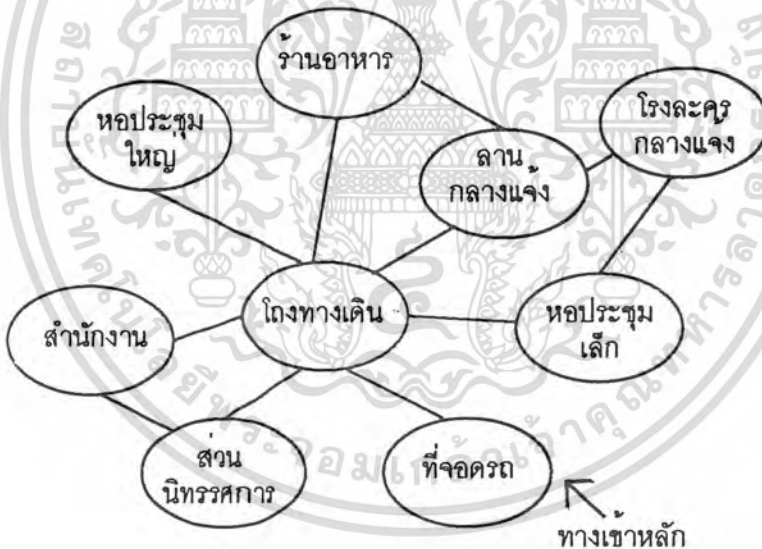 ร้านอาหาร
หอประชุม
ใหญ่
โรงละคร
กลางแจ้ง
ลาน
กลางแจ้ง
โถงทางเดิน
หอประชุม
เล็ก
สำนักงาน
ส่วน
นิทรรศการ
ที่จอดรถ
ทางเข้าหลัก